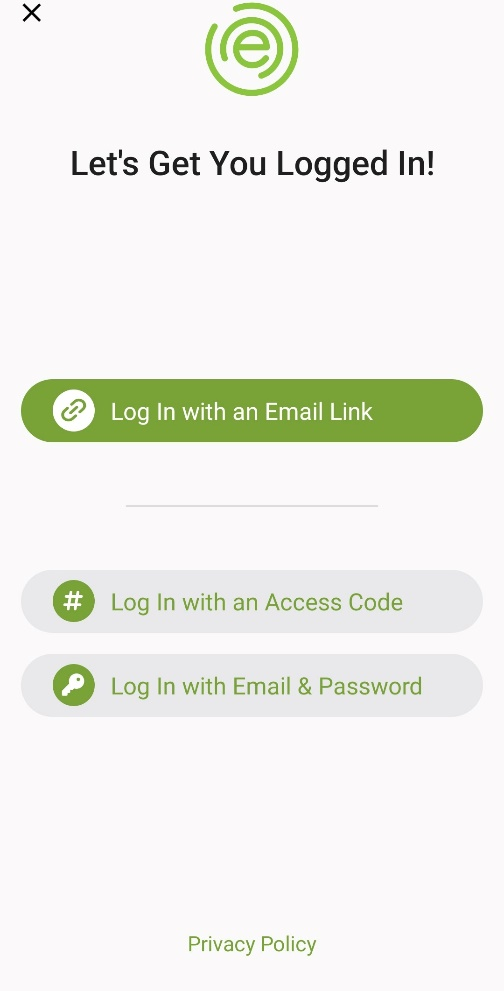 Let's Get You Logged In!
Log In with an Email Link
Log In with an Access Code
Log In with Email & Password
Privacy Policy